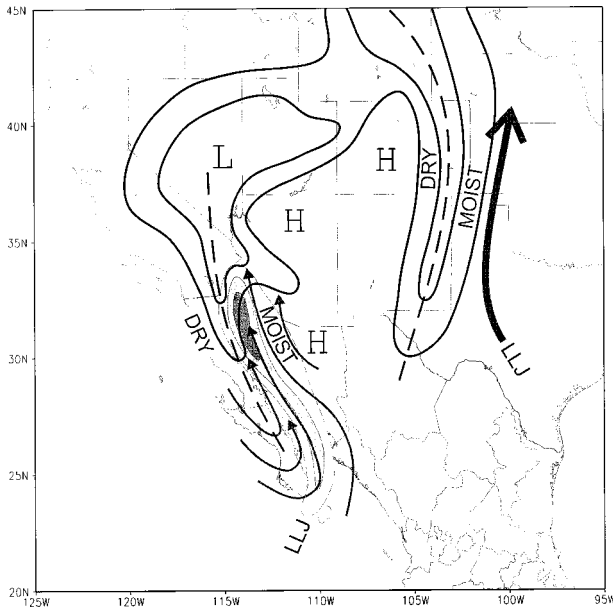 45N
40N
35N
30N
25N
20N
L
H
H
H
DRY
MOIST
DRY
MOIST
LLJ
LLJ
125W 120W 115W 110W 105W 100W 95W